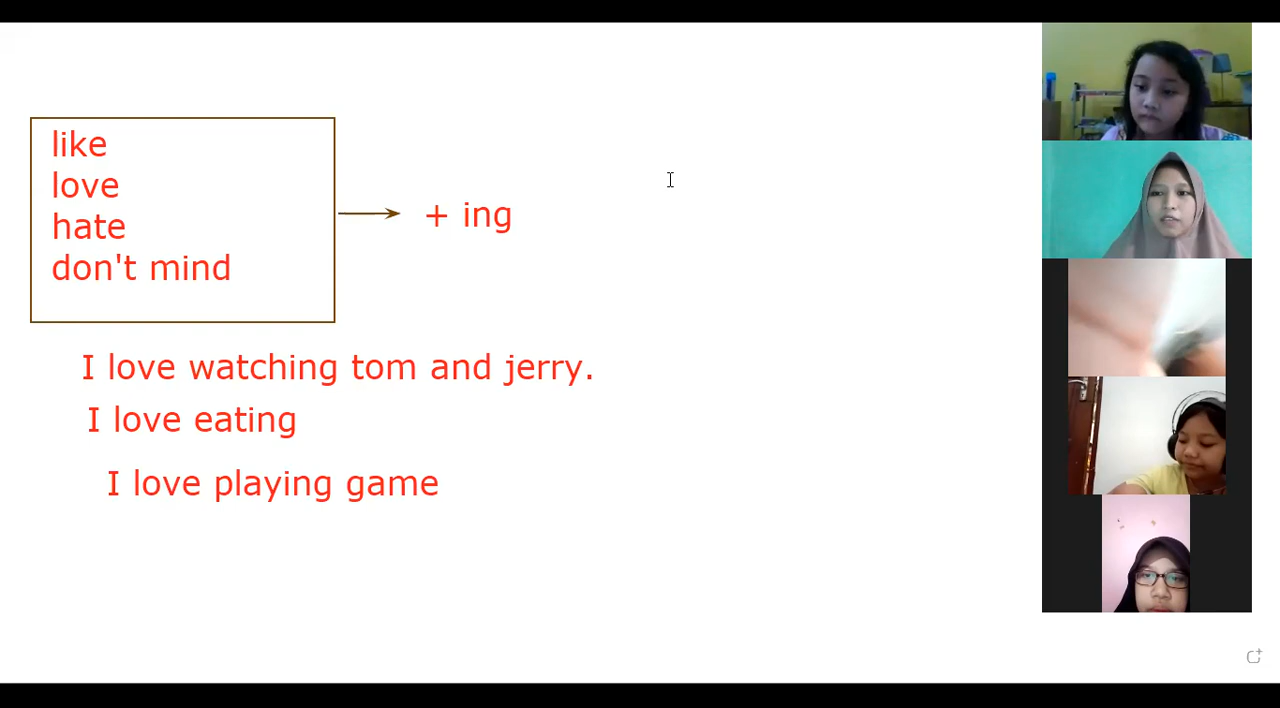 like
love
hate
don't mind
+ ing
I love watching tom and jerry.
I love eating
I love playing game